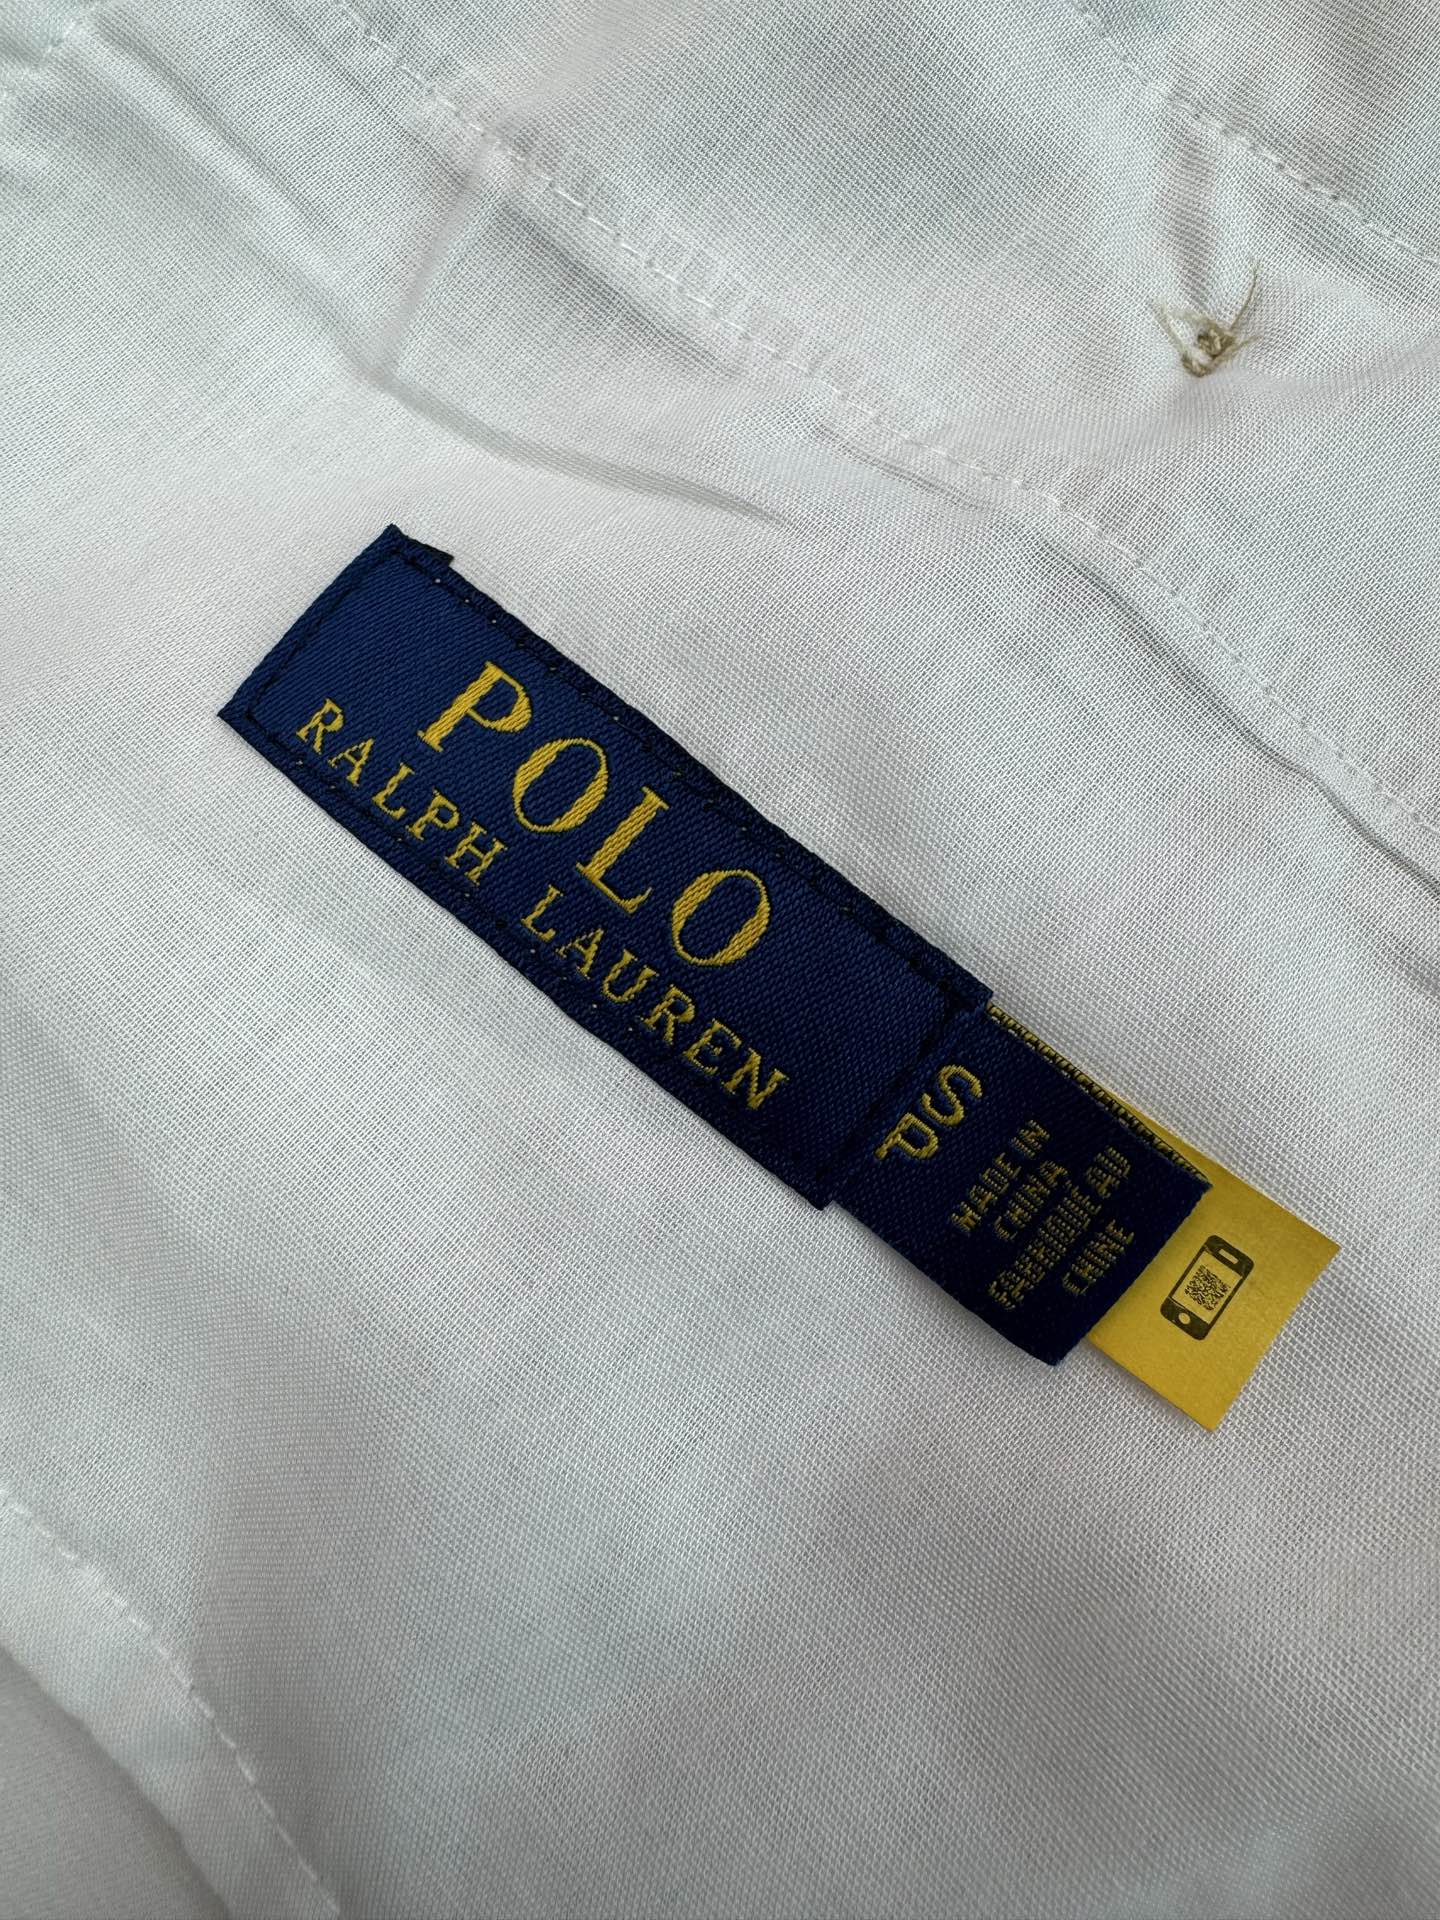 POLO
RALPH LAUREN
S
P
MADE IN
CHINA
FABRIQUÉ AU
CHINE